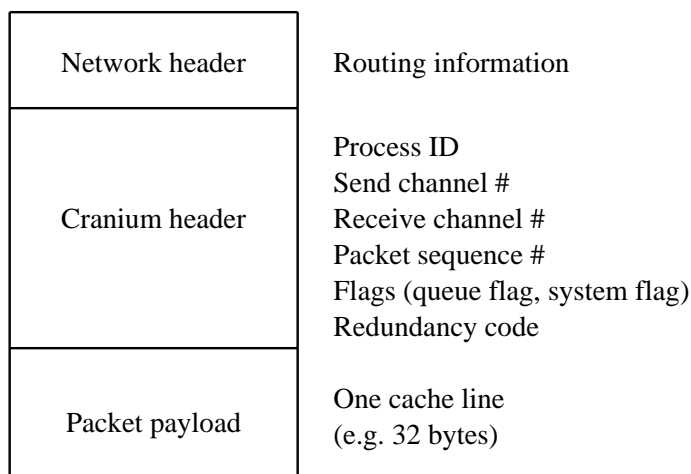 Network header
Routing information
Cranium header
Process ID
Send channel #
Receive channel #
Packet sequence #
Flags (queue flag, system flag)
Redundancy code
Packet payload
One cache line
(e.g. 32 bytes)